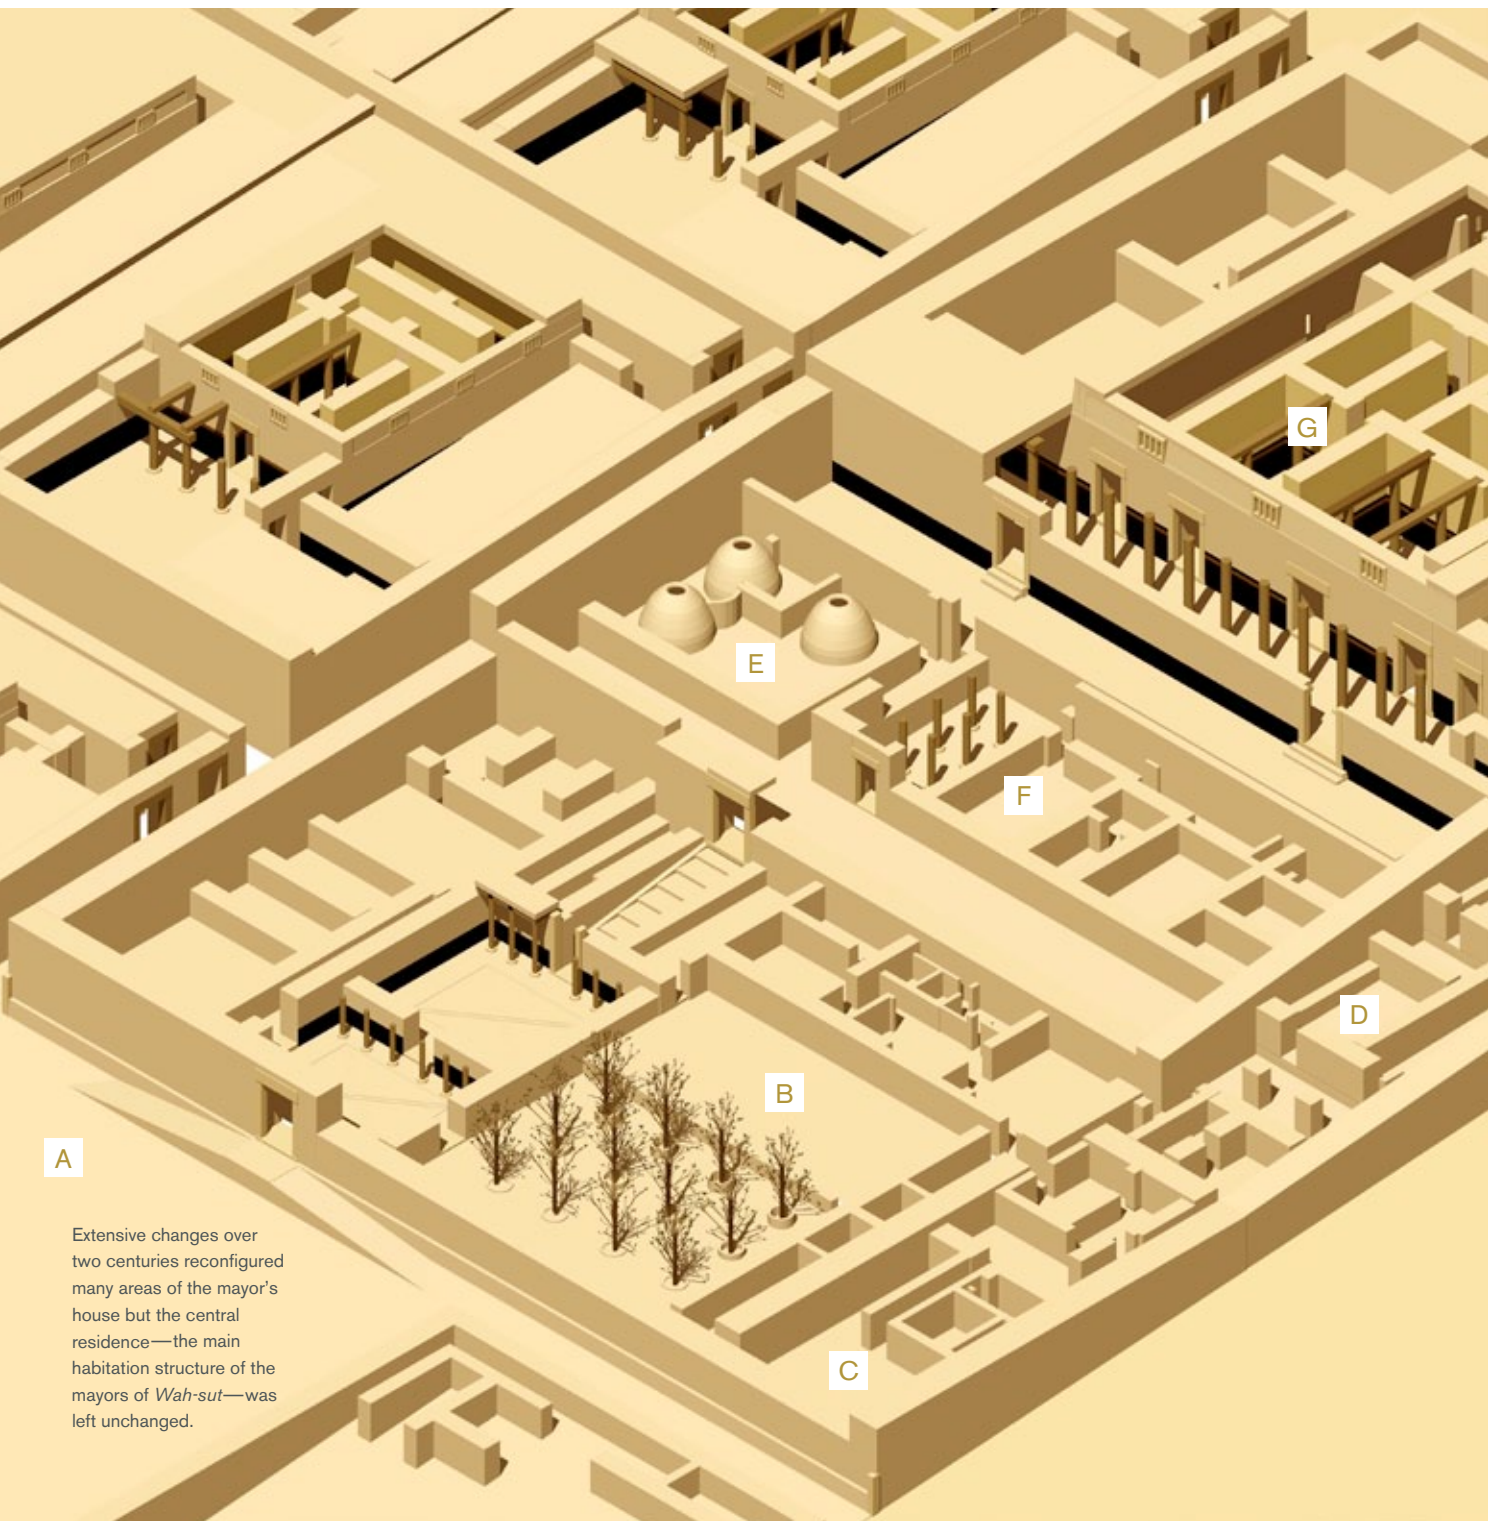 G
E
F
D
B
A
Extensive changes over
two centuries reconfigured
many areas of the mayor's
house but the central
residence—the main
habitation structure of the
mayors of Wah-sut—was
left unchanged.
C